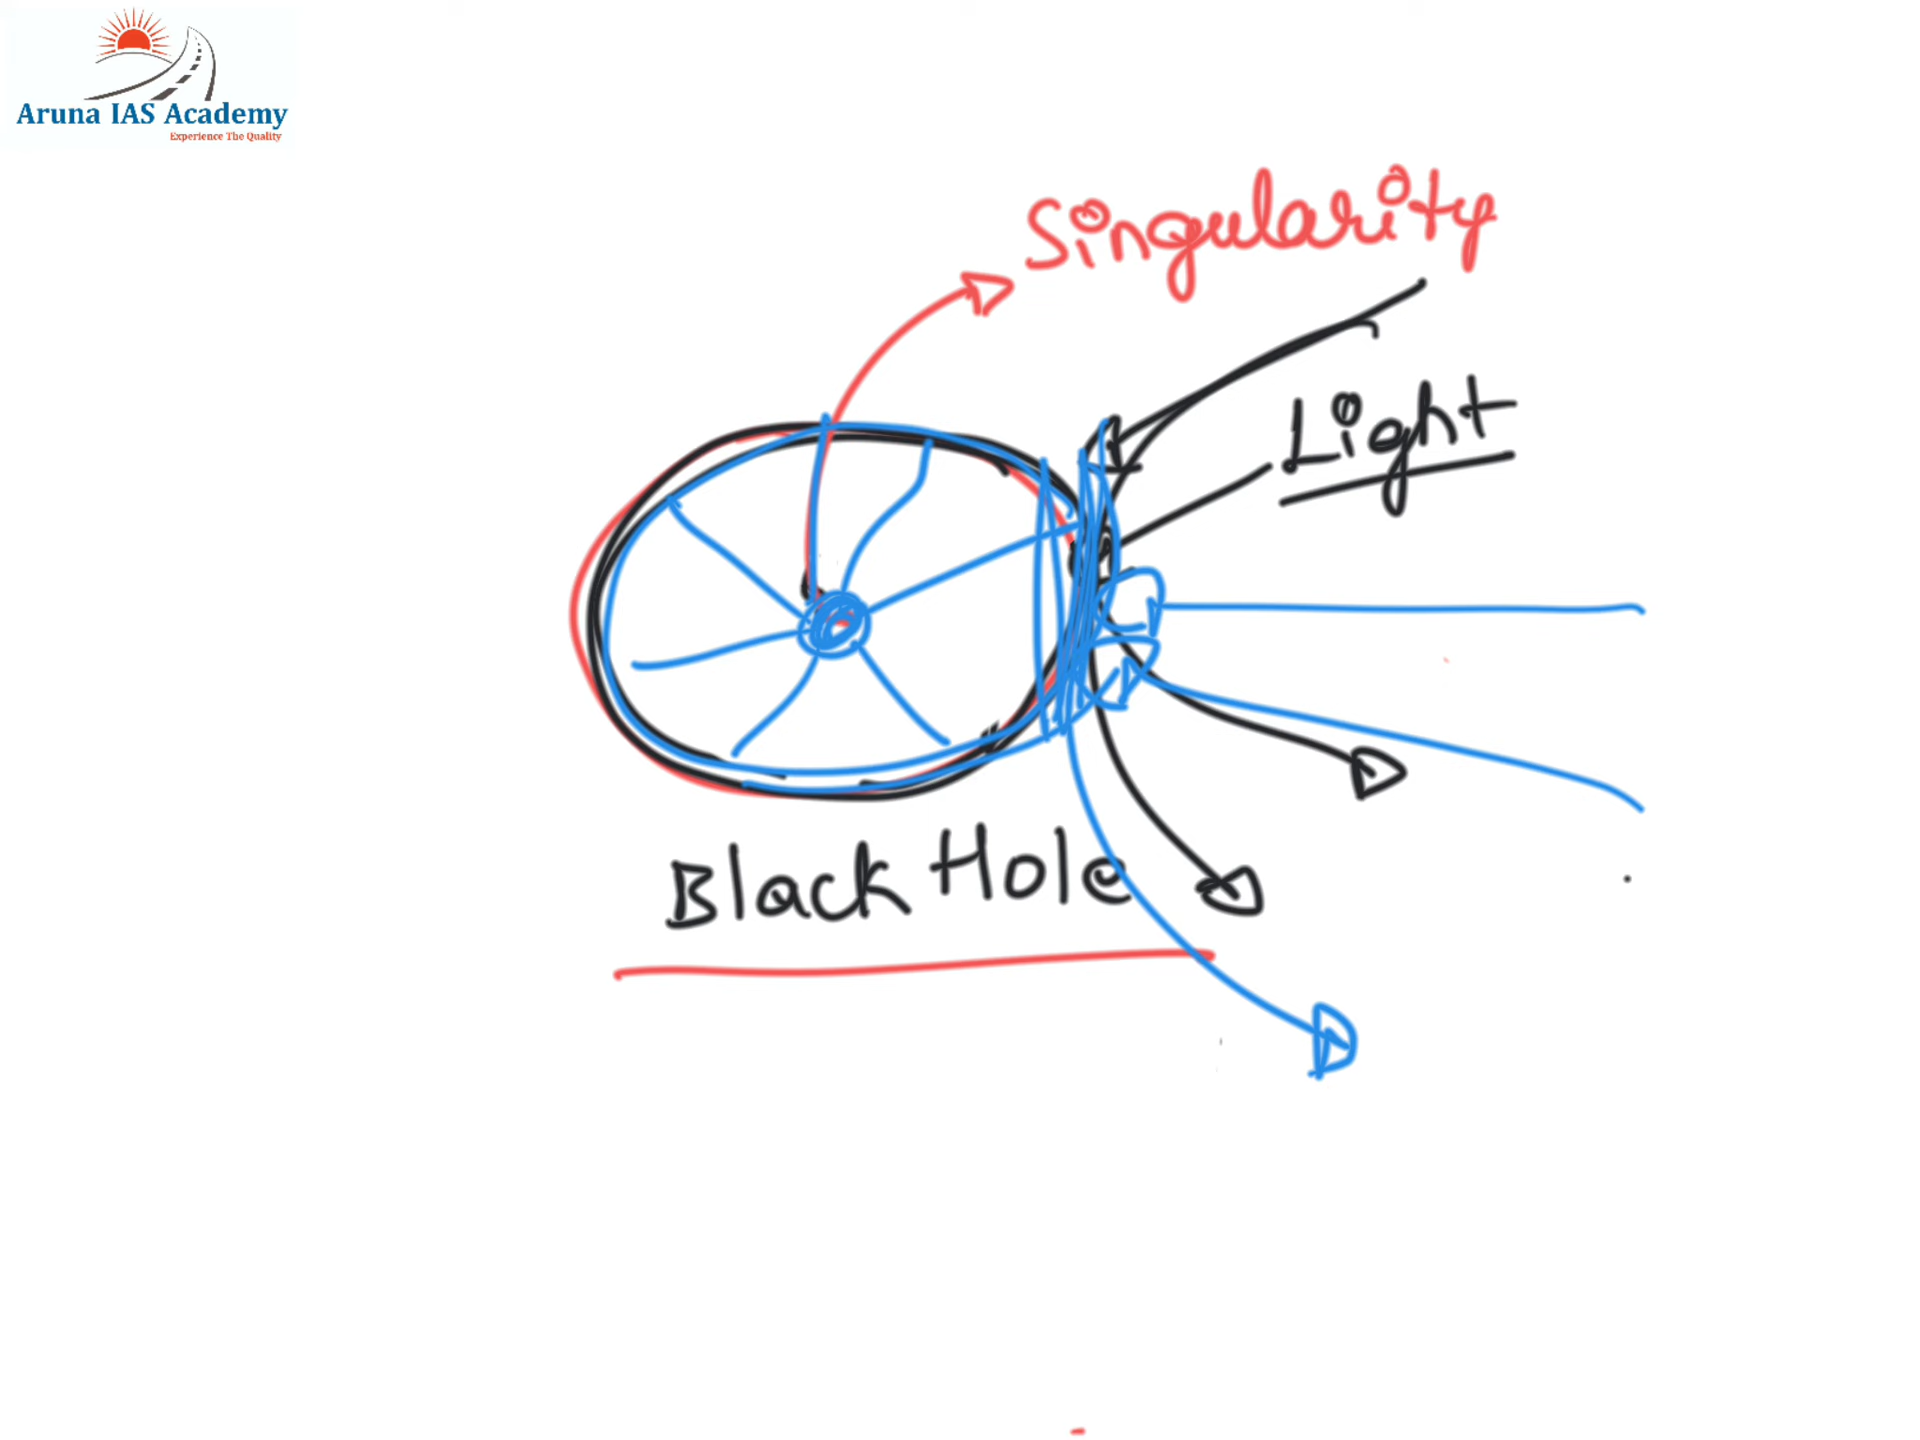 Aruna IAS Academy
Experience The Quality
Singularity
Light
Black Hole